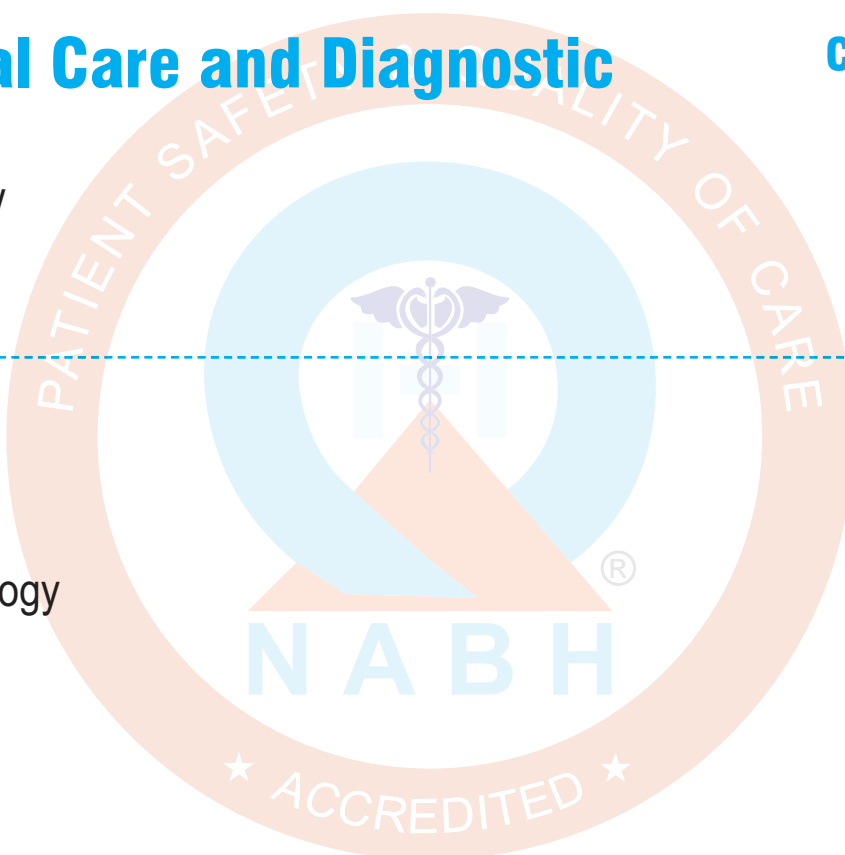 al Care and Diagnostic
C
PATIENT SAFETY & QUALITY OF CARE
y
®
ogy
NABH
★ ACCREDITED ★